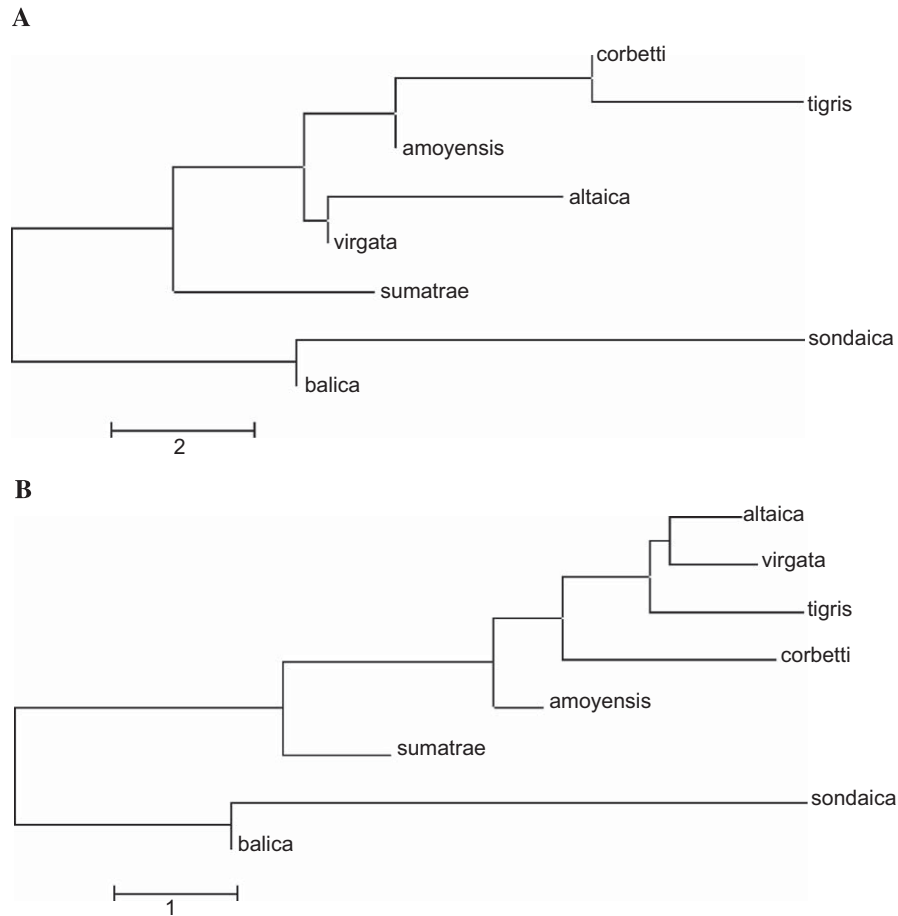 A
corbetti
tigris
amoyensis
altaica
virgata
sumatrae
sondaica
balica
2
B
altaica
virgata
tigris
corbetti
amoyensis
sumatrae
sondaica
balica
1